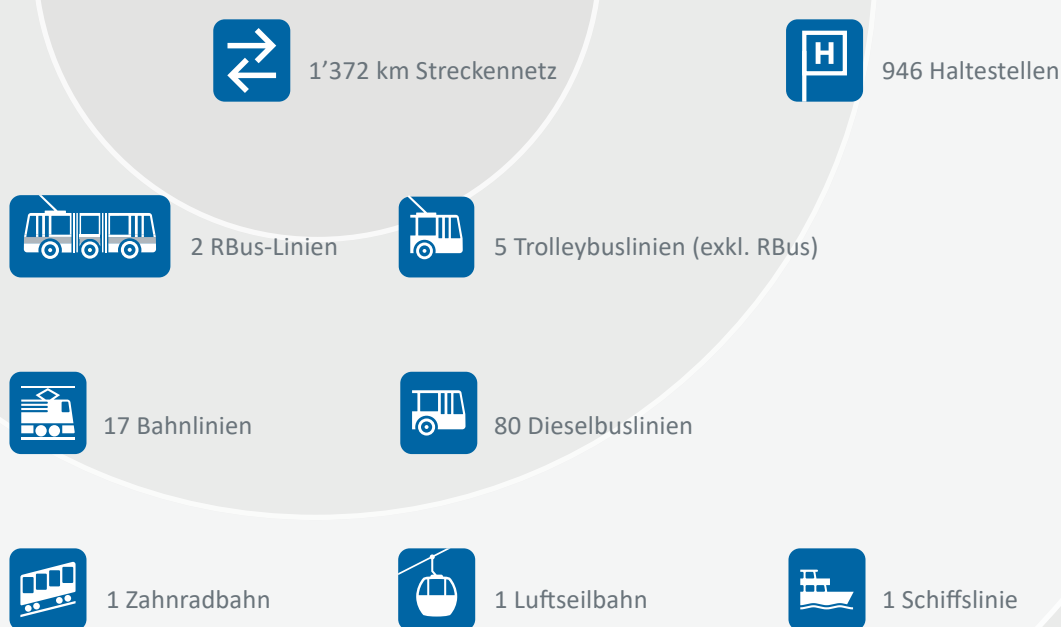 1’372 km Streckennetz
H
946 Haltestellen
2 RBus-Linien
5 Trolleybuslinien (exkl. RBus)
17 Bahnlinien
80 Dieselbuslinien
1 Zahnradbahn
1 Luftseilbahn
1 Schiffslinie